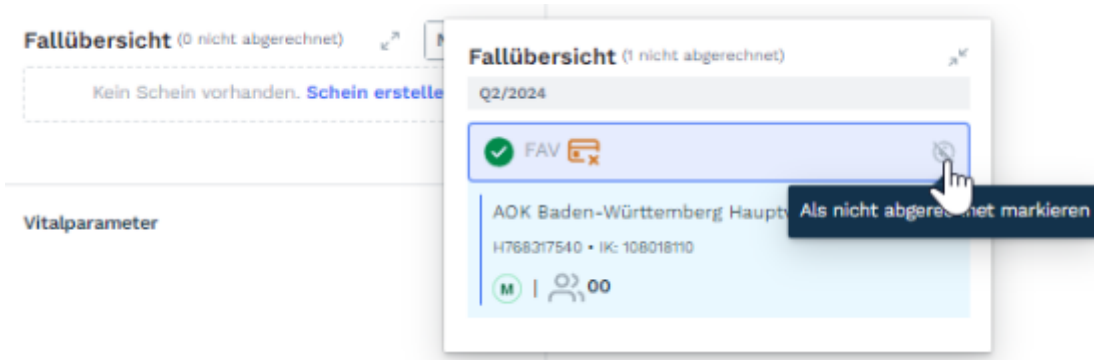 Fallübersicht (0 nicht abgerechnet)
Kein Schein vorhanden. Schein erstelle
Vitalparameter
Fallübersicht (1 nicht abgerechnet)
Q2/2024
FAV
AOK Baden-Württemberg
Als nicht abgerechnet markieren
H768317540 • IK: 108018110
M | 00